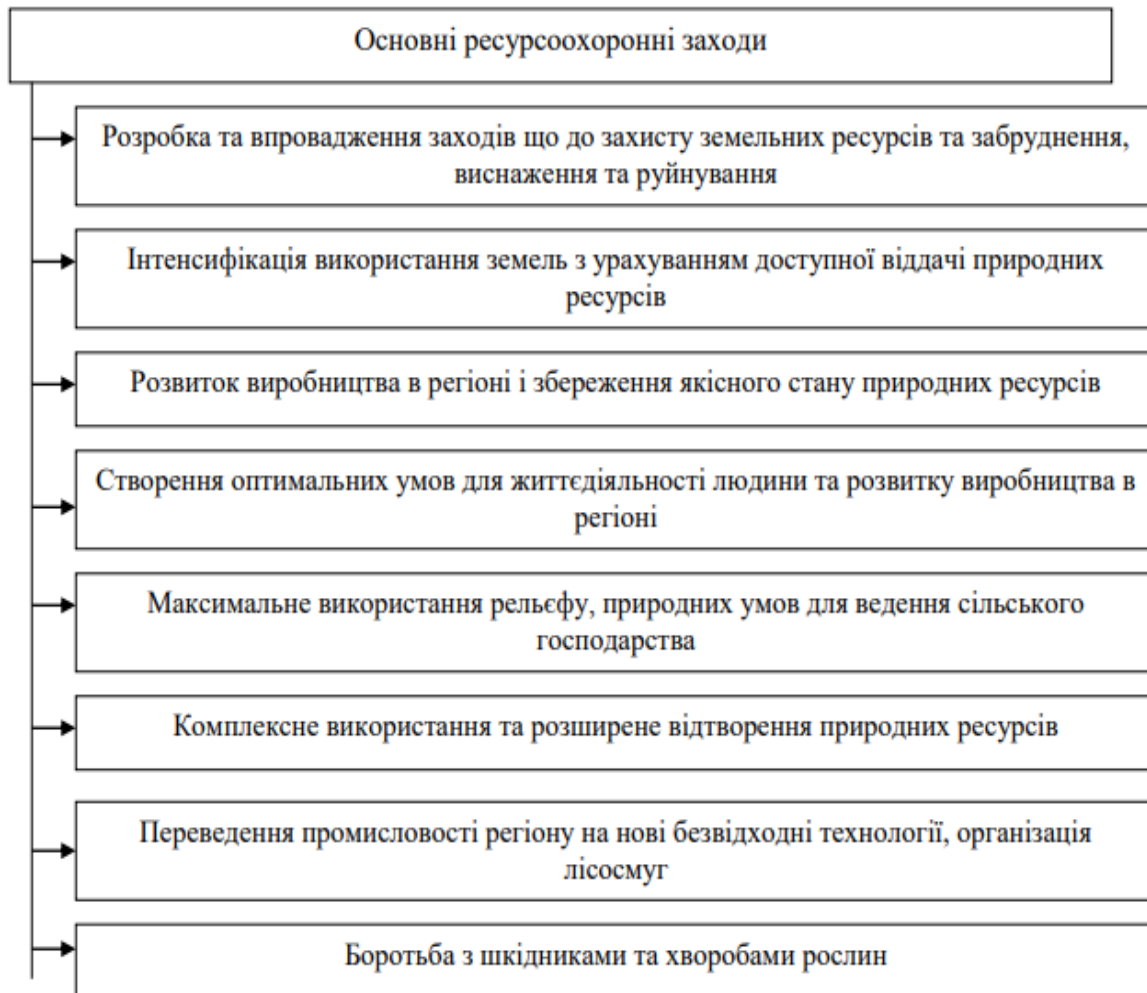 Основні ресурсоохоронні заходи
Розробка та впровадження заходів що до захисту земельних ресурсів та забруднення,
виснаження та руйнування
Інтенсифікація використання земель з урахуванням доступної віддачі природних
ресурсів
Розвиток виробництва в регіоні і збереження якісного стану природних ресурсів
Створення оптимальних умов для життєдіяльності людини та розвитку виробництва в
регіоні
Максимальне використання рельєфу, природних умов для ведення сільського
господарства
Комплексне використання та розширене відтворення природних ресурсів
Переведення промисловості регіону на нові безвідходні технології, організація
лісосмуг
Боротьба з шкідниками та хворобами рослин